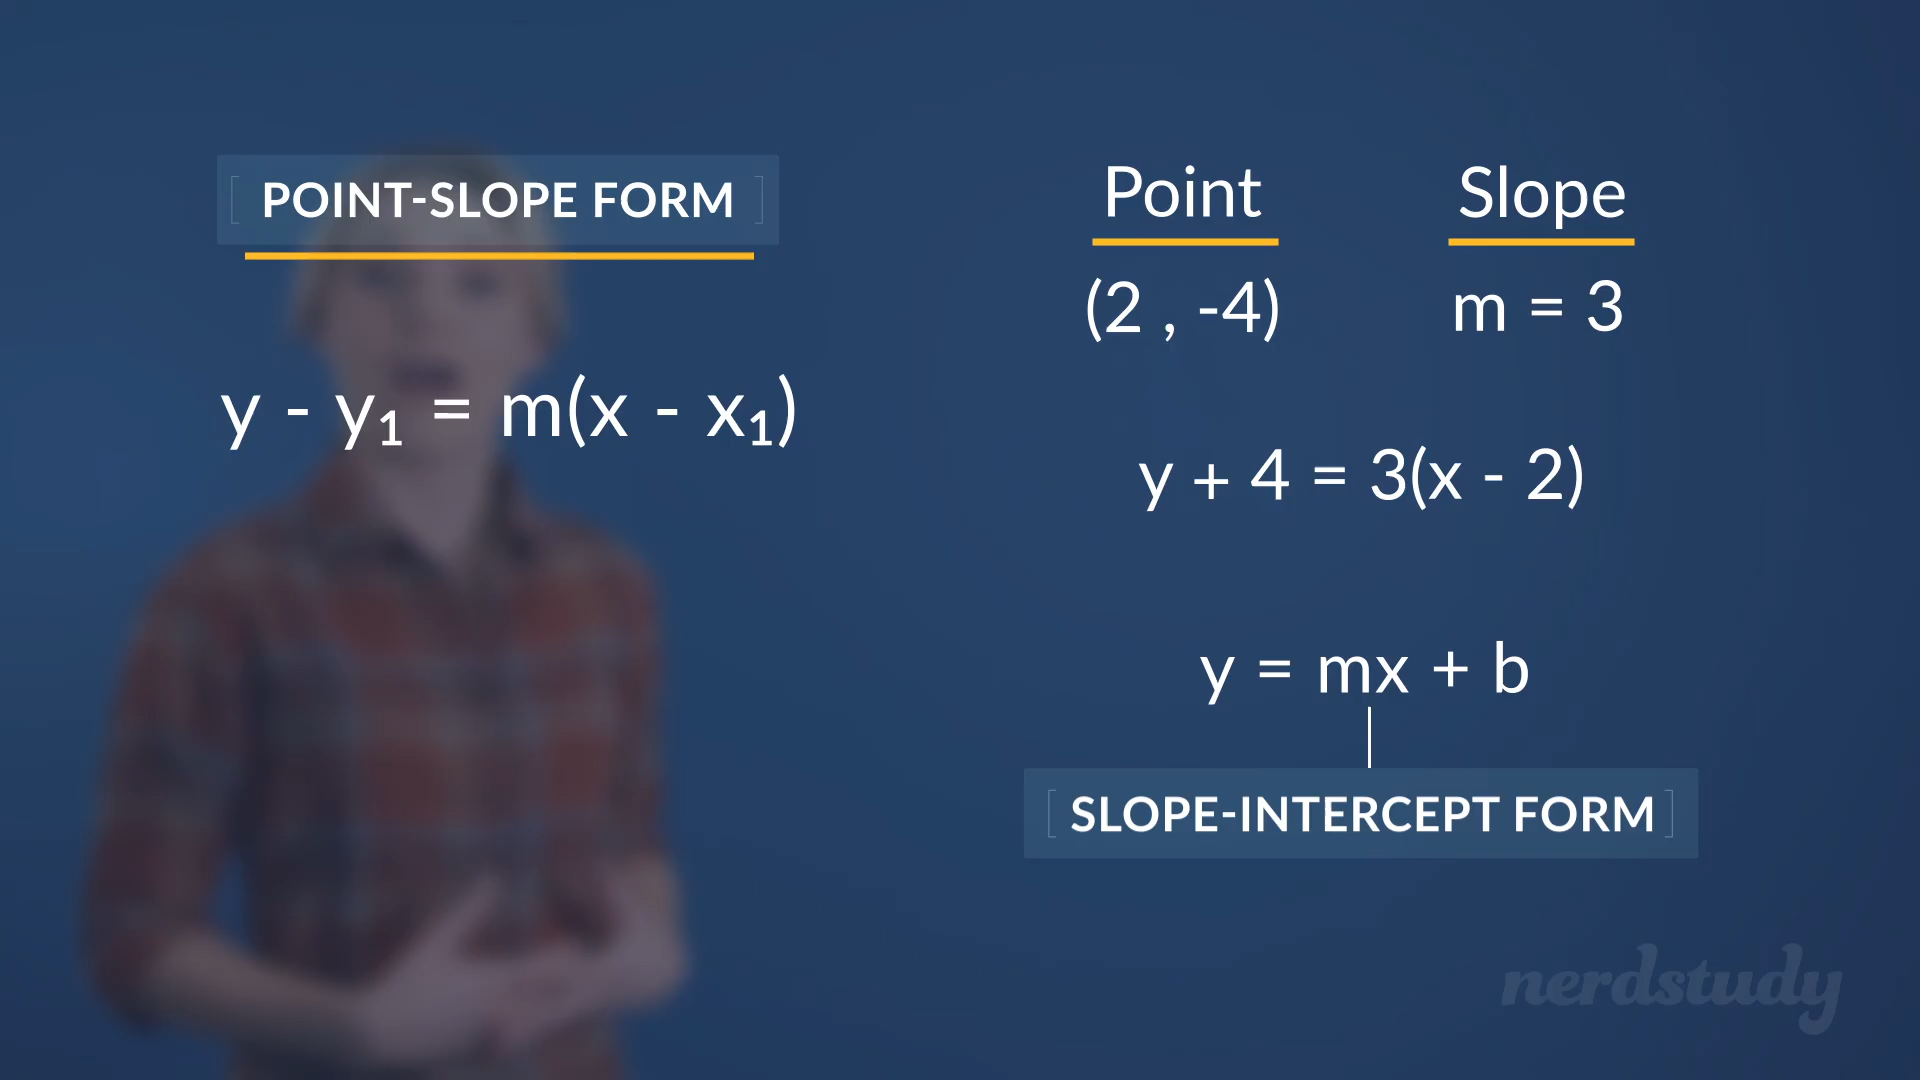 POINT-SLOPE FORM
y - y₁ = m(x - x₁)
Point Slope
(2 , -4) m = 3
y + 4 = 3(x - 2)
y = mx + b
SLOPE-INTERCEPT FORM
nerdstudy